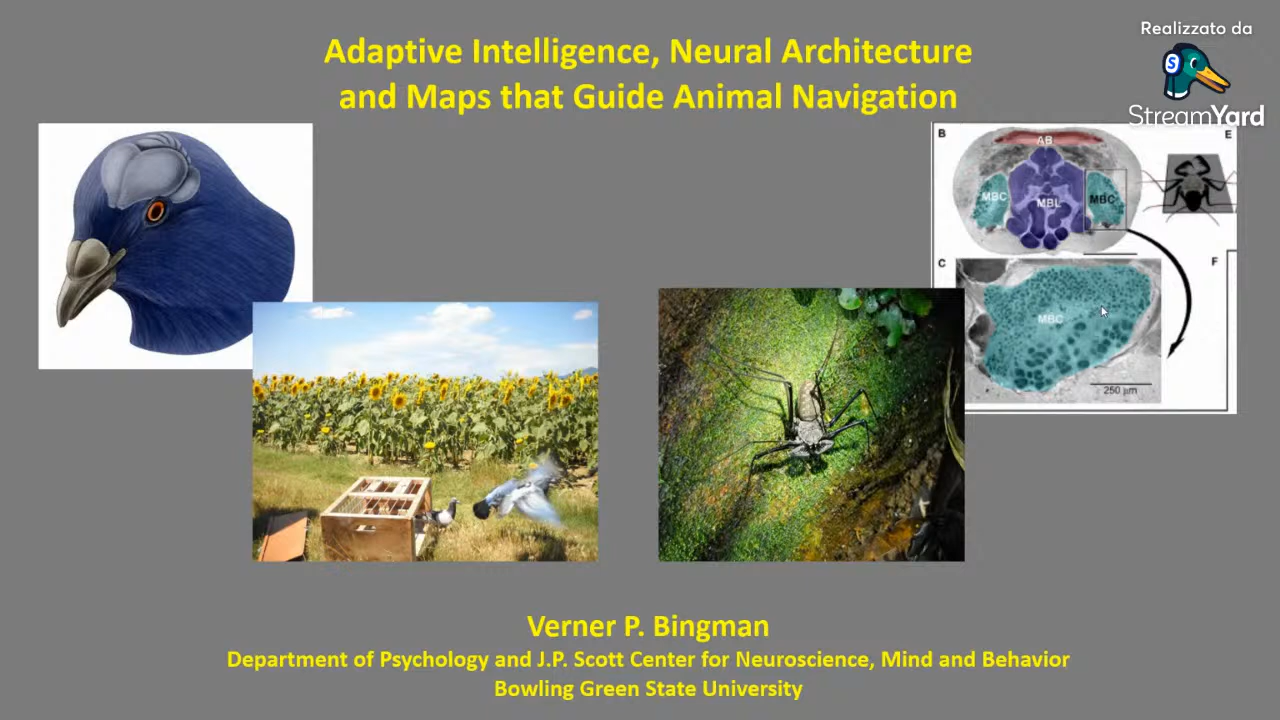 Realizzato da
S
StreamYard
Adaptive Intelligence, Neural Architecture
and Maps that Guide Animal Navigation
B
AB
E
MBC
MBL
MBC
C
F
MBC
250 µm
Verner P. Bingman
Department of Psychology and J.P. Scott Center for Neuroscience, Mind and Behavior
Bowling Green State University